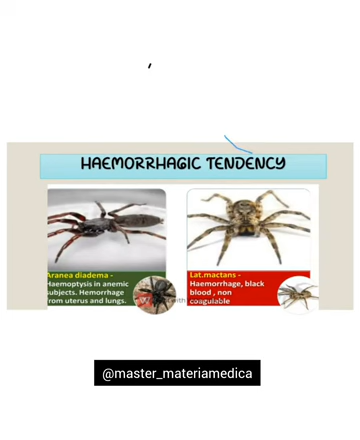 HAEMORRHAGIC TENDENCY
Aranea diadema -
Haemoptysis in anemic
subjects. Hemorrhage
from uterus and lungs.
Lat.mactans -
Haemorrhage, black
blood , non
coagulable
@master_materiamedica